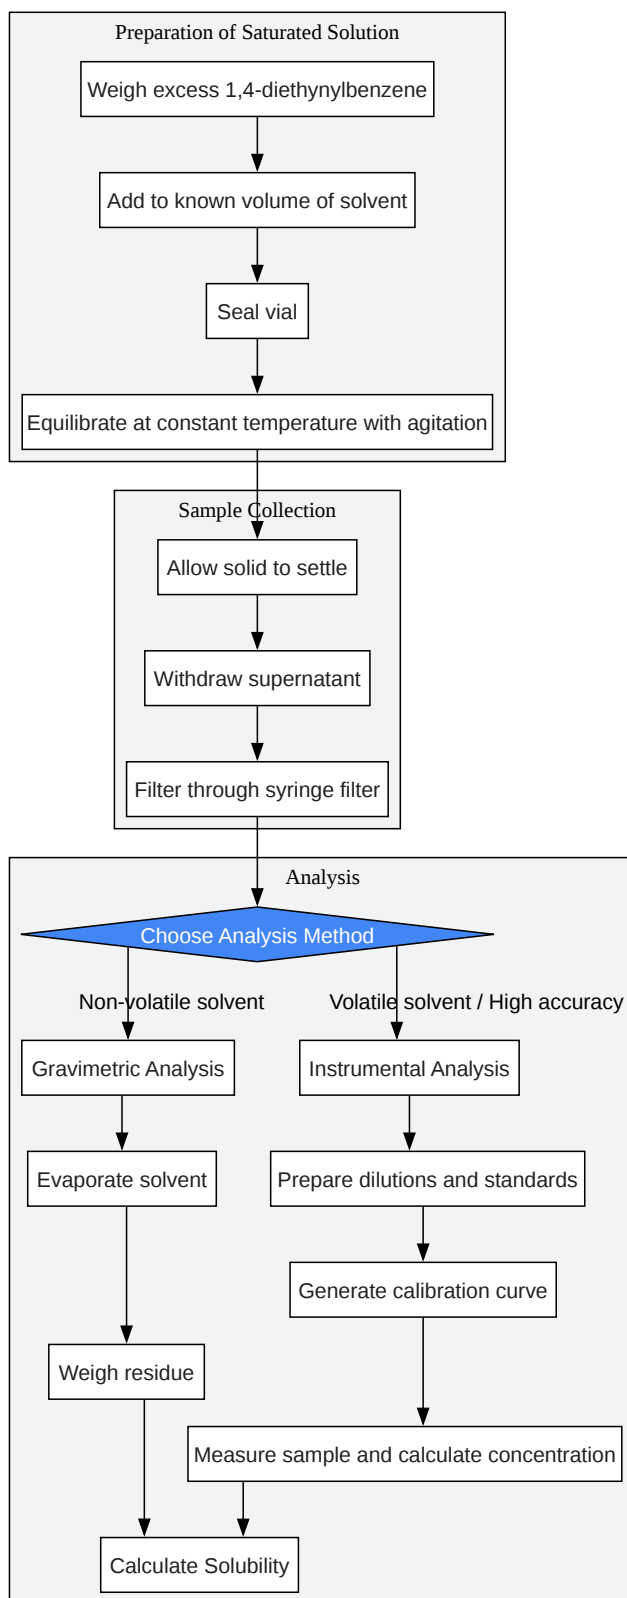 Preparation of Saturated Solution
Weigh excess 1,4-diethynylbenzene
Add to known volume of solvent
Seal vial
Equilibrate at constant temperature with agitation
Sample Collection
Allow solid to settle
Withdraw supernatant
Filter through syringe filter
Analysis
Choose Analysis Method
Non-volatile solvent
Volatile solvent / High accuracy
Gravimetric Analysis
Instrumental Analysis
Evaporate solvent
Prepare dilutions and standards
Generate calibration curve
Weigh residue
Measure sample and calculate concentration
Calculate Solubility